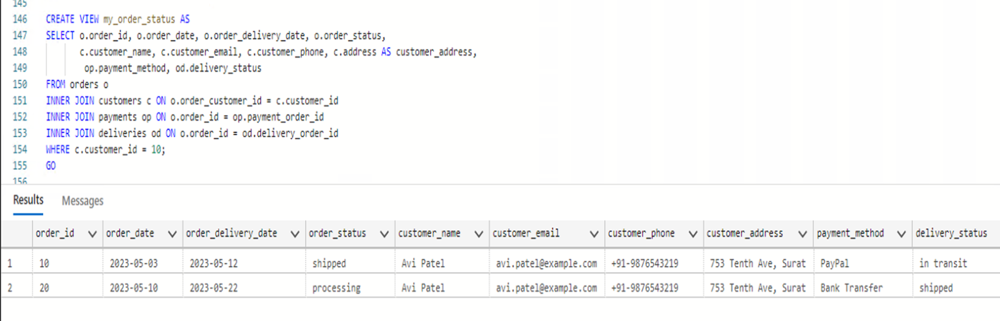 145
146 CREATE VIEW my_order_status AS
147 SELECT o.order_id, o.order_date, o.order_delivery_date, o.order_status,
148 c.customer_name, c.customer_email, c.customer_phone, c.address AS customer_address,
149 op.payment_method, od.delivery_status
150 FROM orders o
151 INNER JOIN customers c ON o.order_customer_id = c.customer_id
152 INNER JOIN payments op ON o.order_id = op.payment_order_id
153 INNER JOIN deliveries od ON o.order_id = od.delivery_order_id
154 WHERE c.customer_id = 10;
155 GO
156
Results Messages
order_id order_date order_delivery_date order_status customer_name customer_email customer_phone customer_address payment_method delivery_status
1 10 2023-05-03 2023-05-12 shipped Avi Patel avi.patel@example.com +91-9876543219 753 Tenth Ave, Surat PayPal in transit
2 20 2023-05-10 2023-05-22 processing Avi Patel avi.patel@example.com +91-9876543219 753 Tenth Ave, Surat Bank Transfer shipped